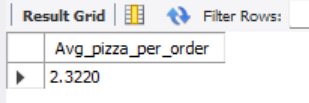 Result Grid Filter Rows:
Avg_pizza_per_order
2.3220